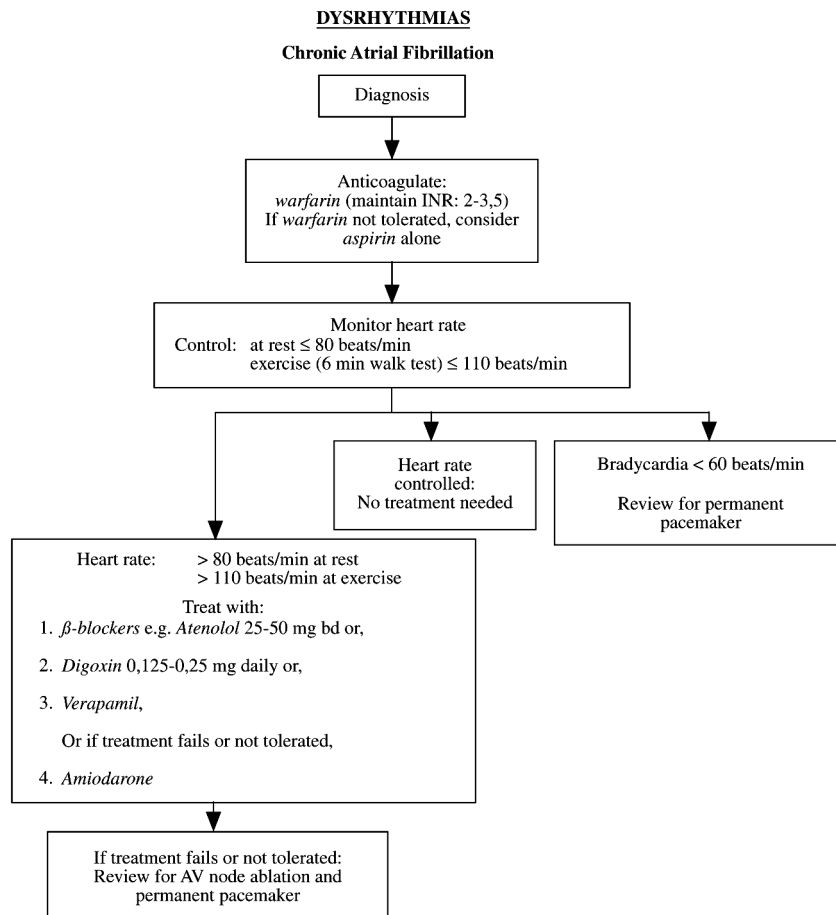 DYSRHYTHMIAS
Chronic Atrial Fibrillation
Diagnosis
Anticoagulate:
warfarin (maintain INR: 2-3,5)
If warfarin not tolerated, consider
aspirin alone
Monitor heart rate
Control: at rest ≤ 80 beats/min
exercise (6 min walk test) ≤ 110 beats/min
Heart rate
controlled:
No treatment needed
Bradycardia < 60 beats/min
Review for permanent
pacemaker
Heart rate: > 80 beats/min at rest
> 110 beats/min at exercise
Treat with:
1. β-blockers e.g. Atenolol 25-50 mg bd or,
2. Digoxin 0,125-0,25 mg daily or,
3. Verapamil,
Or if treatment fails or not tolerated,
4. Amiodarone
If treatment fails or not tolerated:
Review for AV node ablation and
permanent pacemaker